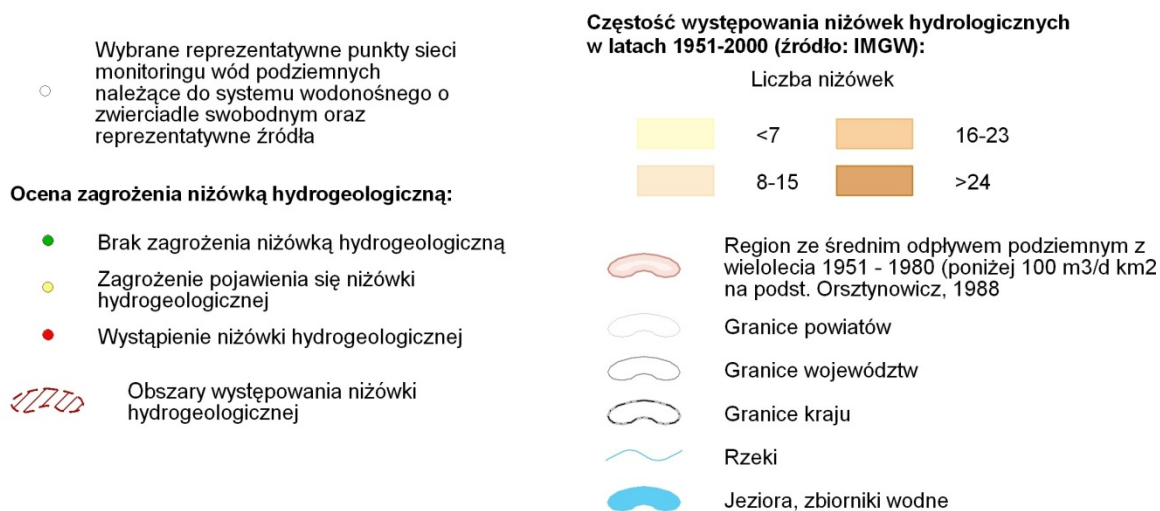 Wybrane reprezentatywne punkty sieci
monitoringu wód podziemnych
należące do systemu wodonośnego o
zwierciadle swobodnym oraz
reprezentatywne źródła
Ocena zagrożenia niżówką hydrogeologiczną:
Brak zagrożenia niżówką hydrogeologiczną
Zagrożenie pojawienia się niżówki
hydrogeologicznej
Wystąpienie niżówki hydrogeologicznej
Obszary występowania niżówki
hydrogeologicznej
Częstość występowania niżówek hydrologicznych
w latach 1951-2000 (źródło: IMGW):
Liczba niżówek
<7
16-23
8-15
>24
Region ze średnim odpływem podziemnym z
wielolecia 1951 - 1980 (poniżej 100 m3/d km2
na podst. Orsztynowicz, 1988
Granice powiatów
Granice województw
Granice kraju
Rzeki
Jeziora, zbiorniki wodne